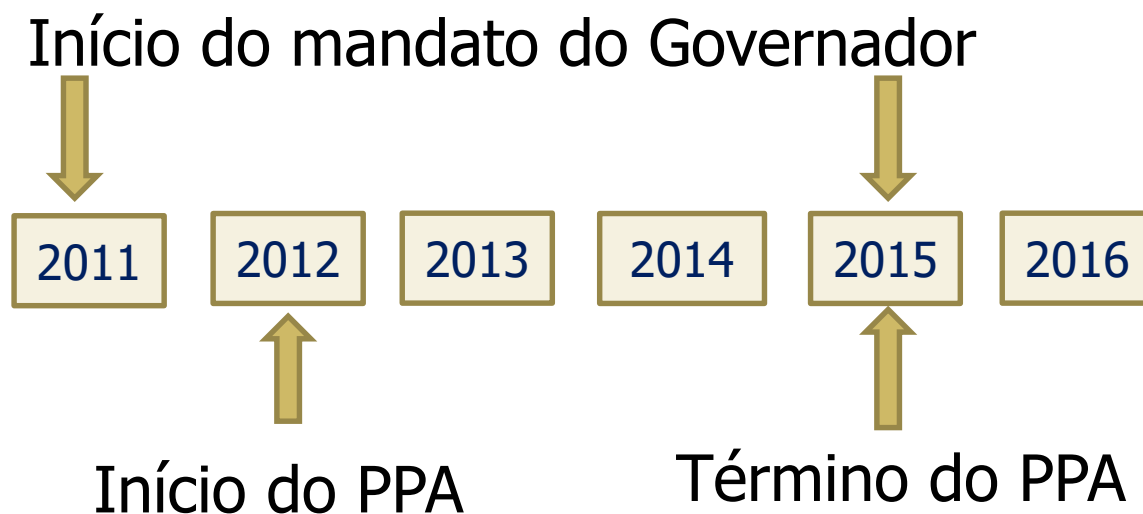 Início do mandato do Governador
2011 2012 2013 2014 2015 2016
Início do PPA Término do PPA